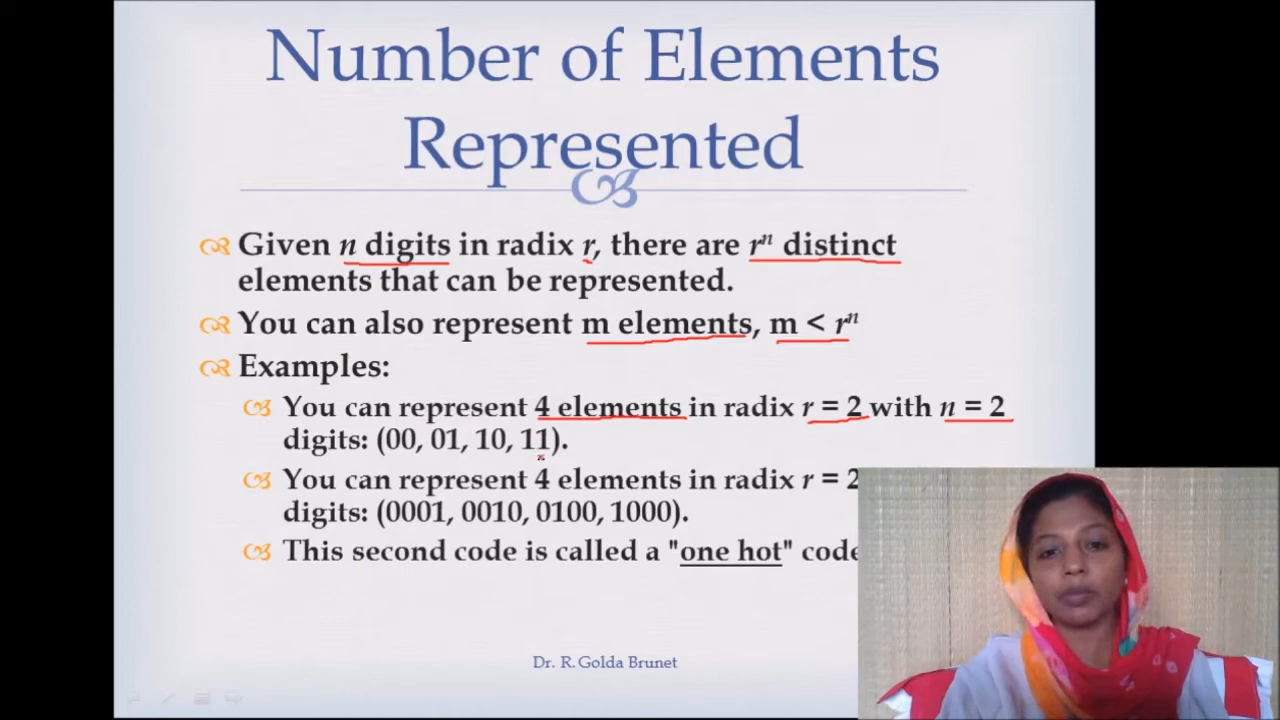 Number of Elements
Represented
Given n digits in radix r, there are rⁿ distinct
elements that can be represented.
You can also represent m elements, m < rⁿ
Examples:
You can represent 4 elements in radix r = 2 with n = 2
digits: (00, 01, 10, 11).
You can represent 4 elements in radix r = 2
digits: (0001, 0010, 0100, 1000).
This second code is called a "one hot" code
Dr. R. Golda Brunet